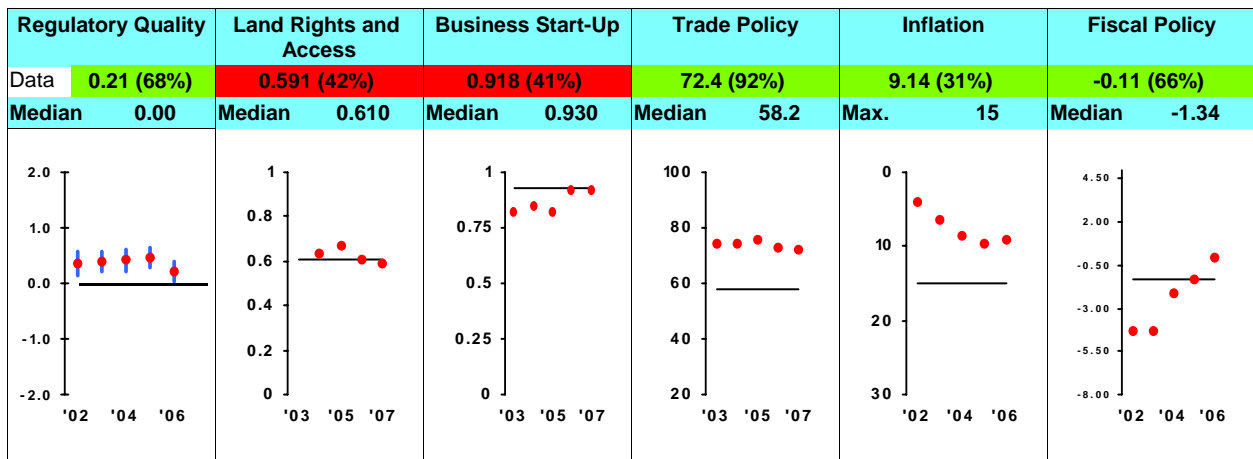 Regulatory Quality
Land Rights and
Access
Business Start-Up
Trade Policy
Inflation
Fiscal Policy
Data 0.21 (68%)
0.591 (42%)
0.918 (41%)
72.4 (92%)
9.14 (31%)
-0.11 (66%)
Median 0.00
Median 0.610
Median 0.930
Median 58.2
Max. 15
Median -1.34
2.0
1.0
0.0
-1.0
-2.0
'02 '04 '06
1
0.8
0.6
0.4
0.2
0
'03 '05 '07
1
0.75
0.5
0.25
0
'03 '05 '07
100
80
60
40
20
'03 '05 '07
0
10
20
30
'02 '04 '06
4.50
2.00
-0.50
-3.00
-5.50
-8.00
'02 '04 '06